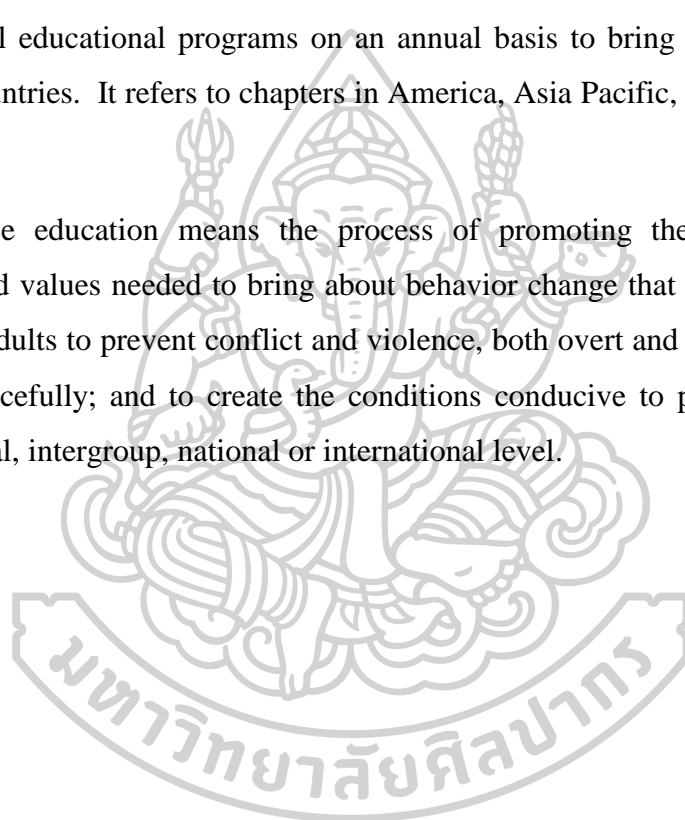 educational programs on an annual basis to bring
It refers to chapters in America, Asia Pacific,
education means the process of promoting the
values needed to bring about behavior change that
to prevent conflict and violence, both overt and
and to create the conditions conducive to
intergroup, national or international level.
มหาวิทยาลัยศิลปากร